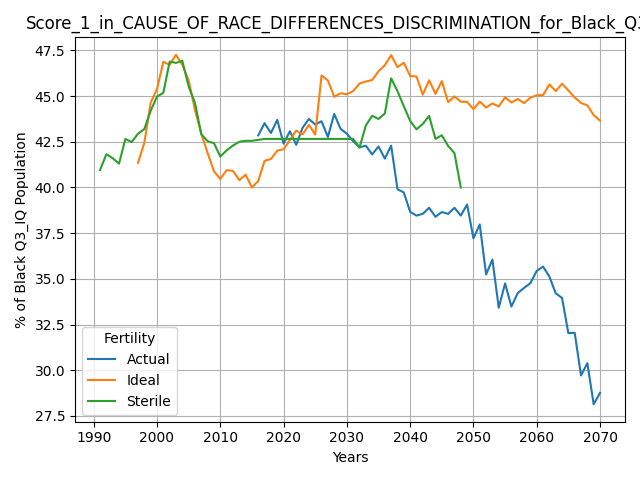 Score_1_in_CAUSE_OF_RACE_DIFFERENCES_DISCRIMINATION_for_Black_Q3
% of Black Q3_IQ Population
47.5
45.0
42.5
40.0
37.5
35.0
32.5
30.0
27.5
Fertility
Actual
Ideal
Sterile
1990 2000 2010 2020 2030 2040 2050 2060 2070
Years